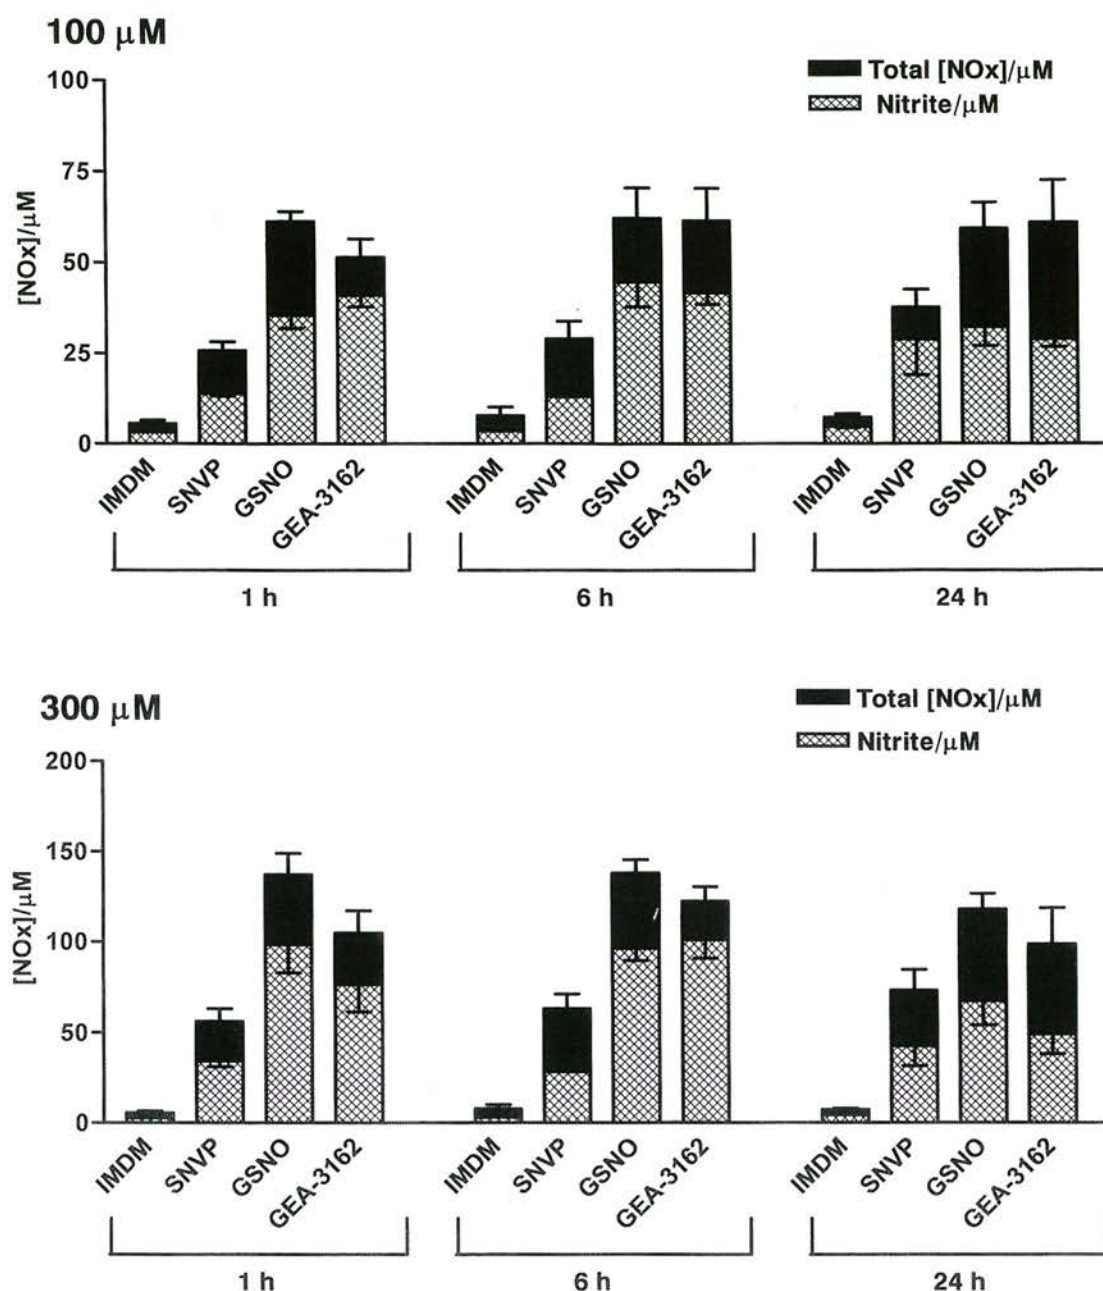 100 μM
Total [NOx]/μM
Nitrite/μM
100
75
50
25
0
[NOx]/μM
IMDM SNVP GSNO GEA-3162 IMDM SNVP GSNO GEA-3162 IMDM SNVP GSNO GEA-3162
1 h 6 h 24 h
300 μM
Total [NOx]/μM
Nitrite/μM
200
150
100
50
0
[NOx]/μM
IMDM SNVP GSNO GEA-3162 IMDM SNVP GSNO GEA-3162 IMDM SNVP GSNO GEA-3162
1 h 6 h 24 h